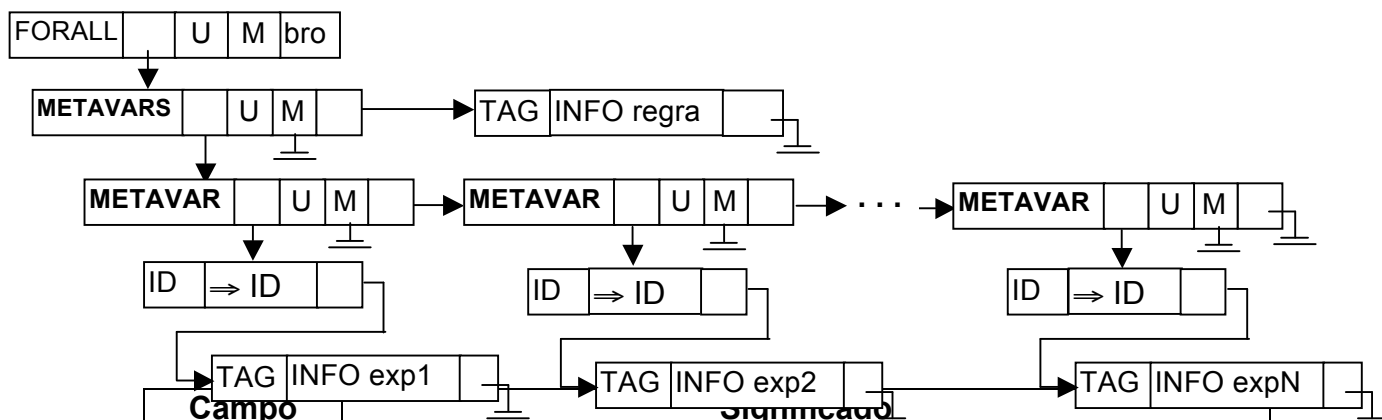 FORALL U M bro
METAVARS U M TAG INFO regra
METAVAR U M METAVAR U M . . . METAVAR U M
ID ⇒ ID ID ⇒ ID ID ⇒ ID
TAG INFO exp1 TAG INFO exp2 TAG INFO expN
Campo Significado